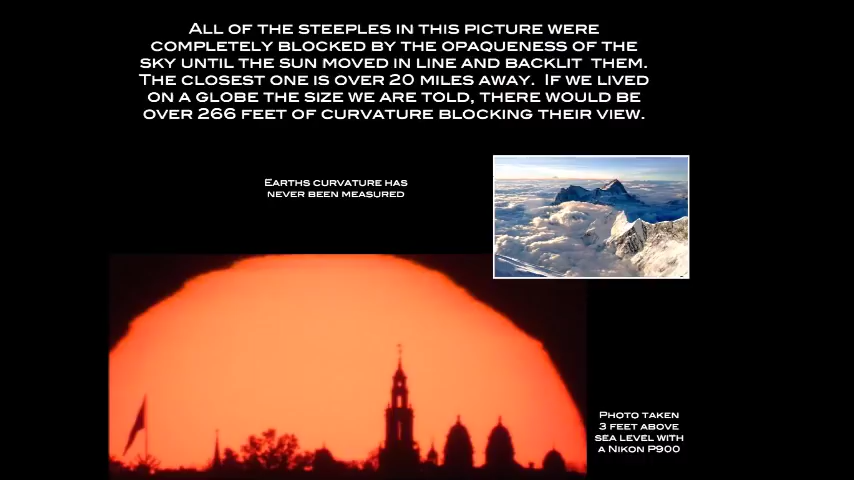 ALL OF THE STEEPLES IN THIS PICTURE WERE
COMPLETELY BLOCKED BY THE OPAQUENESS OF THE
SKY UNTIL THE SUN MOVED IN LINE AND BACKLIT THEM.
THE CLOSEST ONE IS OVER 20 MILES AWAY. IF WE LIVED
ON A GLOBE THE SIZE WE ARE TOLD, THERE WOULD BE
OVER 266 FEET OF CURVATURE BLOCKING THEIR VIEW.
EARTHS CURVATURE HAS
NEVER BEEN MEASURED
PHOTO TAKEN
3 FEET ABOVE
SEA LEVEL WITH
A NIKON P900